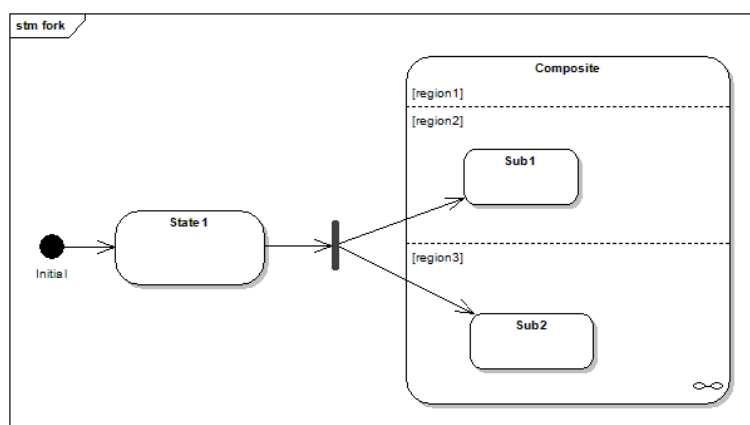 stm fork
Composite
[region1]
[region2]
Sub1
State1
Initial
[region3]
Sub2